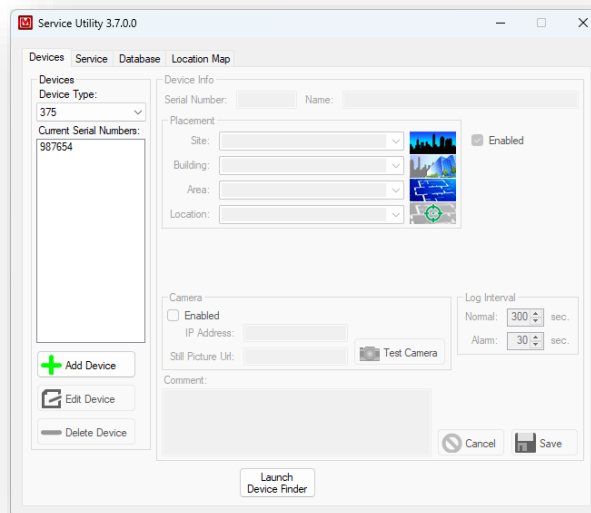 Service Utility 3.7.0.0
Devices Service Database Location Map
Devices
Device Type:
375
Current Serial Numbers:
987654
Add Device
Edit Device
Delete Device
Device Info
Serial Number: Name:
Placement
Site:
Enabled
Building:
Area:
Location:
Camera
Enabled
IP Address:
Still Picture Url:
Test Camera
Log Interval
Normal: 300 sec.
Alarm: 30 sec.
Comment:
Cancel Save
Launch
Device Finder